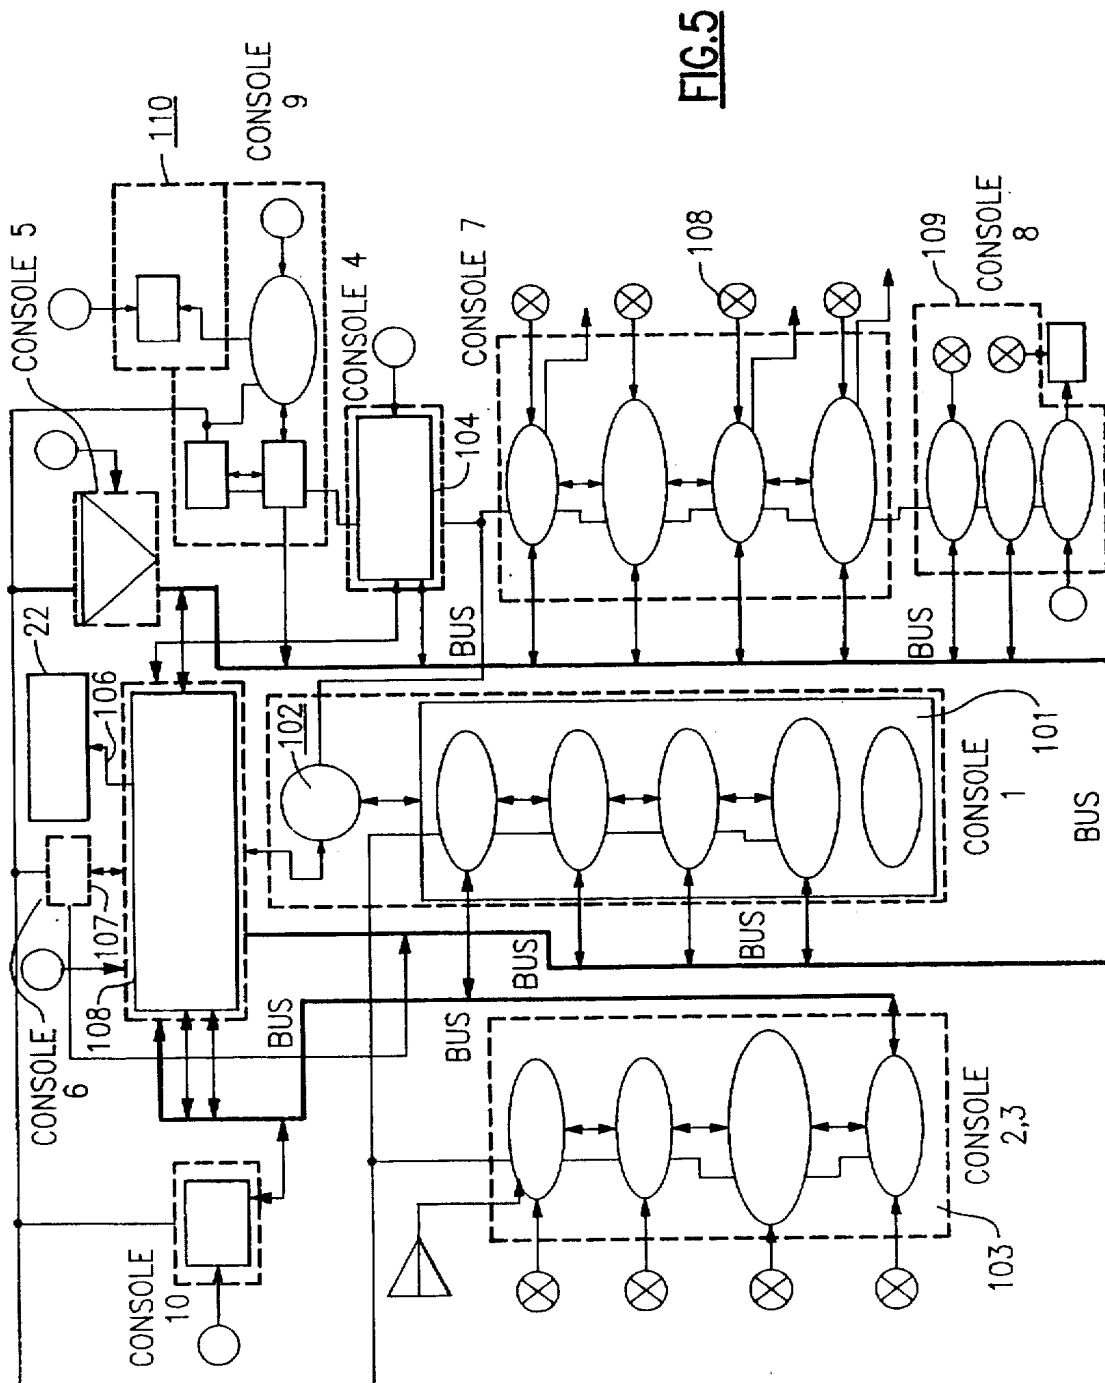 FIG.5
CONSOLE
9
110
CONSOLE 5
CONSOLE 4
104
CONSOLE 7
108
109
CONSOLE
8
22
106
BUS
BUS
102
101
CONSOLE
1
BUS
107
108
CONSOLE
6
BUS
BUS
BUS
BUS
CONSOLE
10
CONSOLE
2,3
103